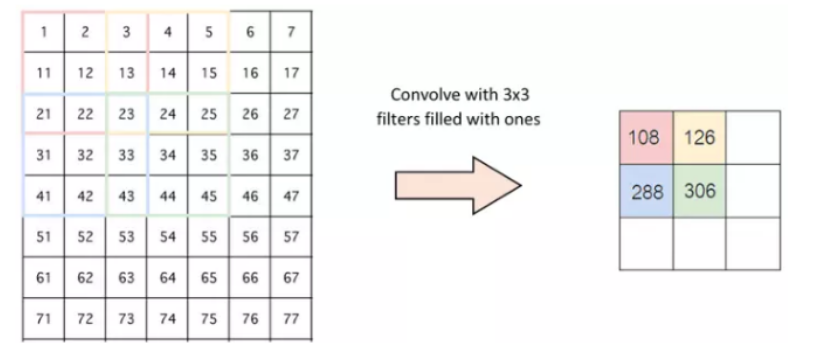 1 2 3 4 5 6 7
11 12 13 14 15 16 17
21 22 23 24 25 26 27
31 32 33 34 35 36 37
41 42 43 44 45 46 47
51 52 53 54 55 56 57
61 62 63 64 65 66 67
71 72 73 74 75 76 77
Convolve with 3x3
filters filled with ones
108 126
288 306